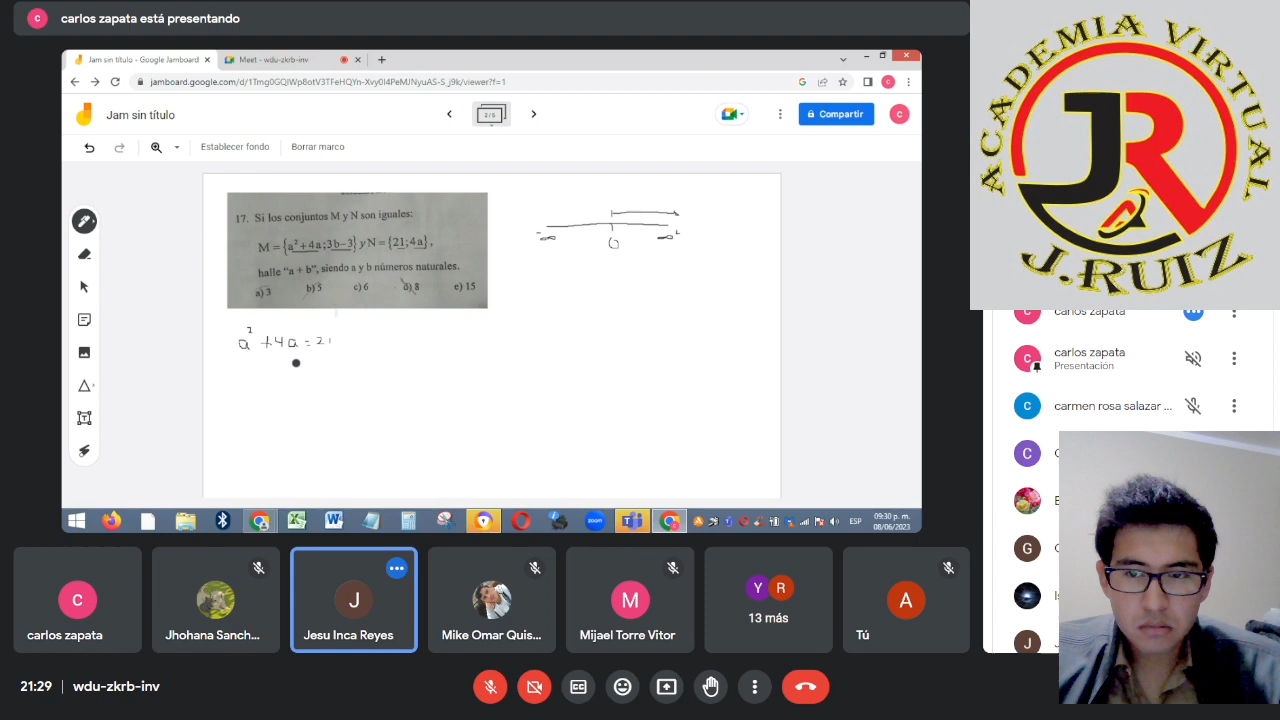 carlos zapata está presentando
Jam sin título - Google Jamboard
Meet - wdu-zkrb-inv
jamboard.google.com/d/1Tmg0GQIWp8otV3TFeHQYn-Xvy0I4PeMJNyuAS-S_j9k/viewer?f=1
Jam sin título
2/5
Compartir
Establecer fondo
Borrar marco
17. Si los conjuntos M y N son iguales:
M = {a²+4a;3b−3} y N = {21;4a},
halle "a + b", siendo a y b números naturales.
a) 3 b) 5 c) 6 d) 8 e) 15
-∞ 0 ∞+
a² + 4a = 21
ESP
09:30 p. m.
08/06/2023
ACADEMIA VIRTUAL
JR
J.RUIZ
carlos zapata
carlos zapata
Presentación
carmen rosa salazar ...
carlos zapata
Jhohana Sanch...
Jesu Inca Reyes
Mike Omar Quis...
Mijael Torre Vitor
13 más
Tú
21:29 | wdu-zkrb-inv